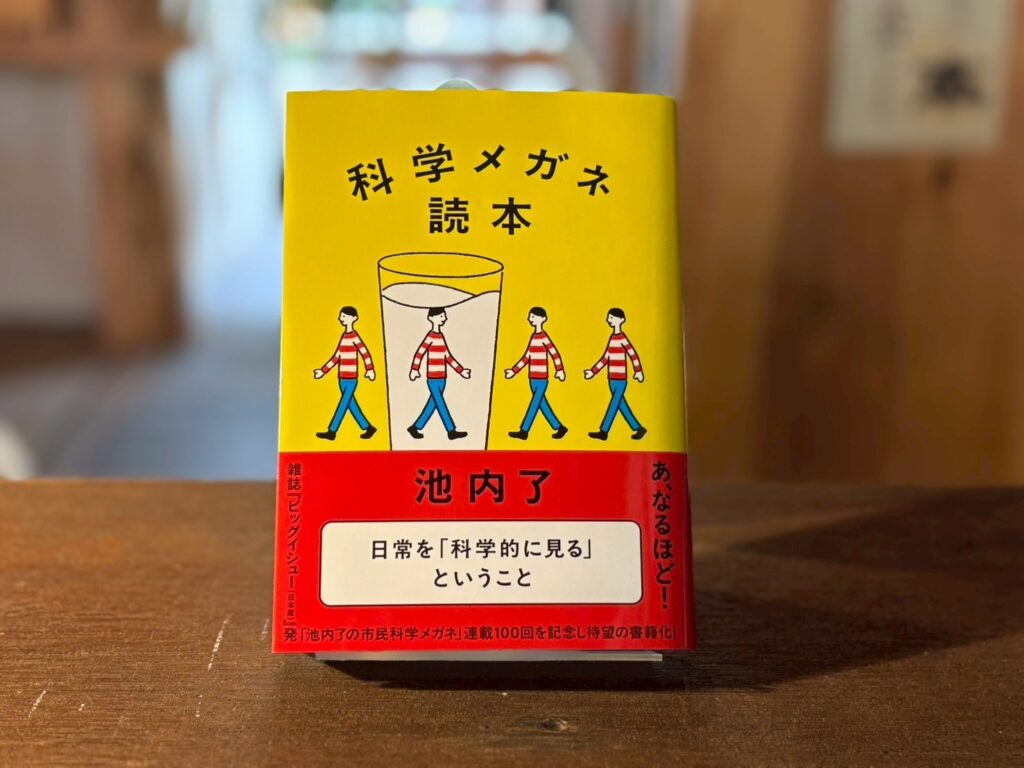 科学メガネ
読本
池内了
あ、なるほど!
日常を「科学的に見る」
ということ
雑誌『ビッグイシュー(日本版)』発
「池内了の市民科学メガネ」連載100回を記念し待望の書籍化!